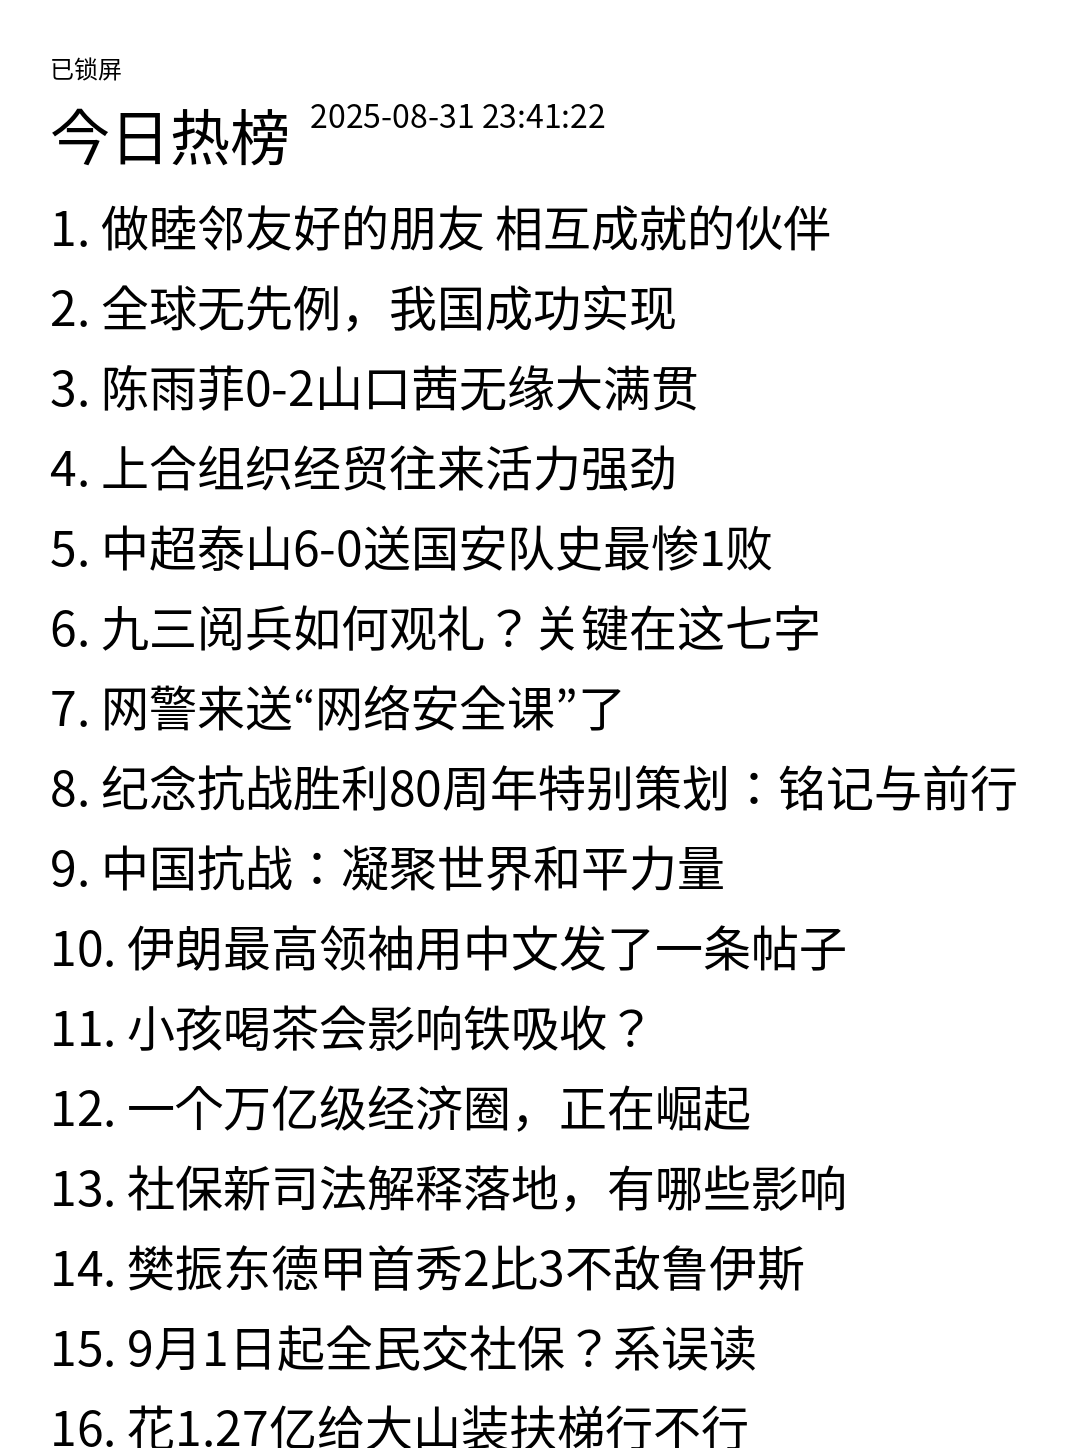 已锁屏
今日热榜 2025-08-31 23:41:22
1. 做睦邻友好的朋友 相互成就的伙伴
2. 全球无先例，我国成功实现
3. 陈雨菲0-2山口茜无缘大满贯
4. 上合组织经贸往来活力强劲
5. 中超泰山6-0送国安队史最惨1败
6. 九三阅兵如何观礼？关键在这七字
7. 网警来送“网络安全课”了
8. 纪念抗战胜利80周年特别策划：铭记与前行
9. 中国抗战：凝聚世界和平力量
10. 伊朗最高领袖用中文发了一条帖子
11. 小孩喝茶会影响铁吸收？
12. 一个万亿级经济圈，正在崛起
13. 社保新司法解释落地，有哪些影响
14. 樊振东德甲首秀2比3不敌鲁伊斯
15. 9月1日起全民交社保？系误读
16. 花1.27亿给大山装扶梯行不行